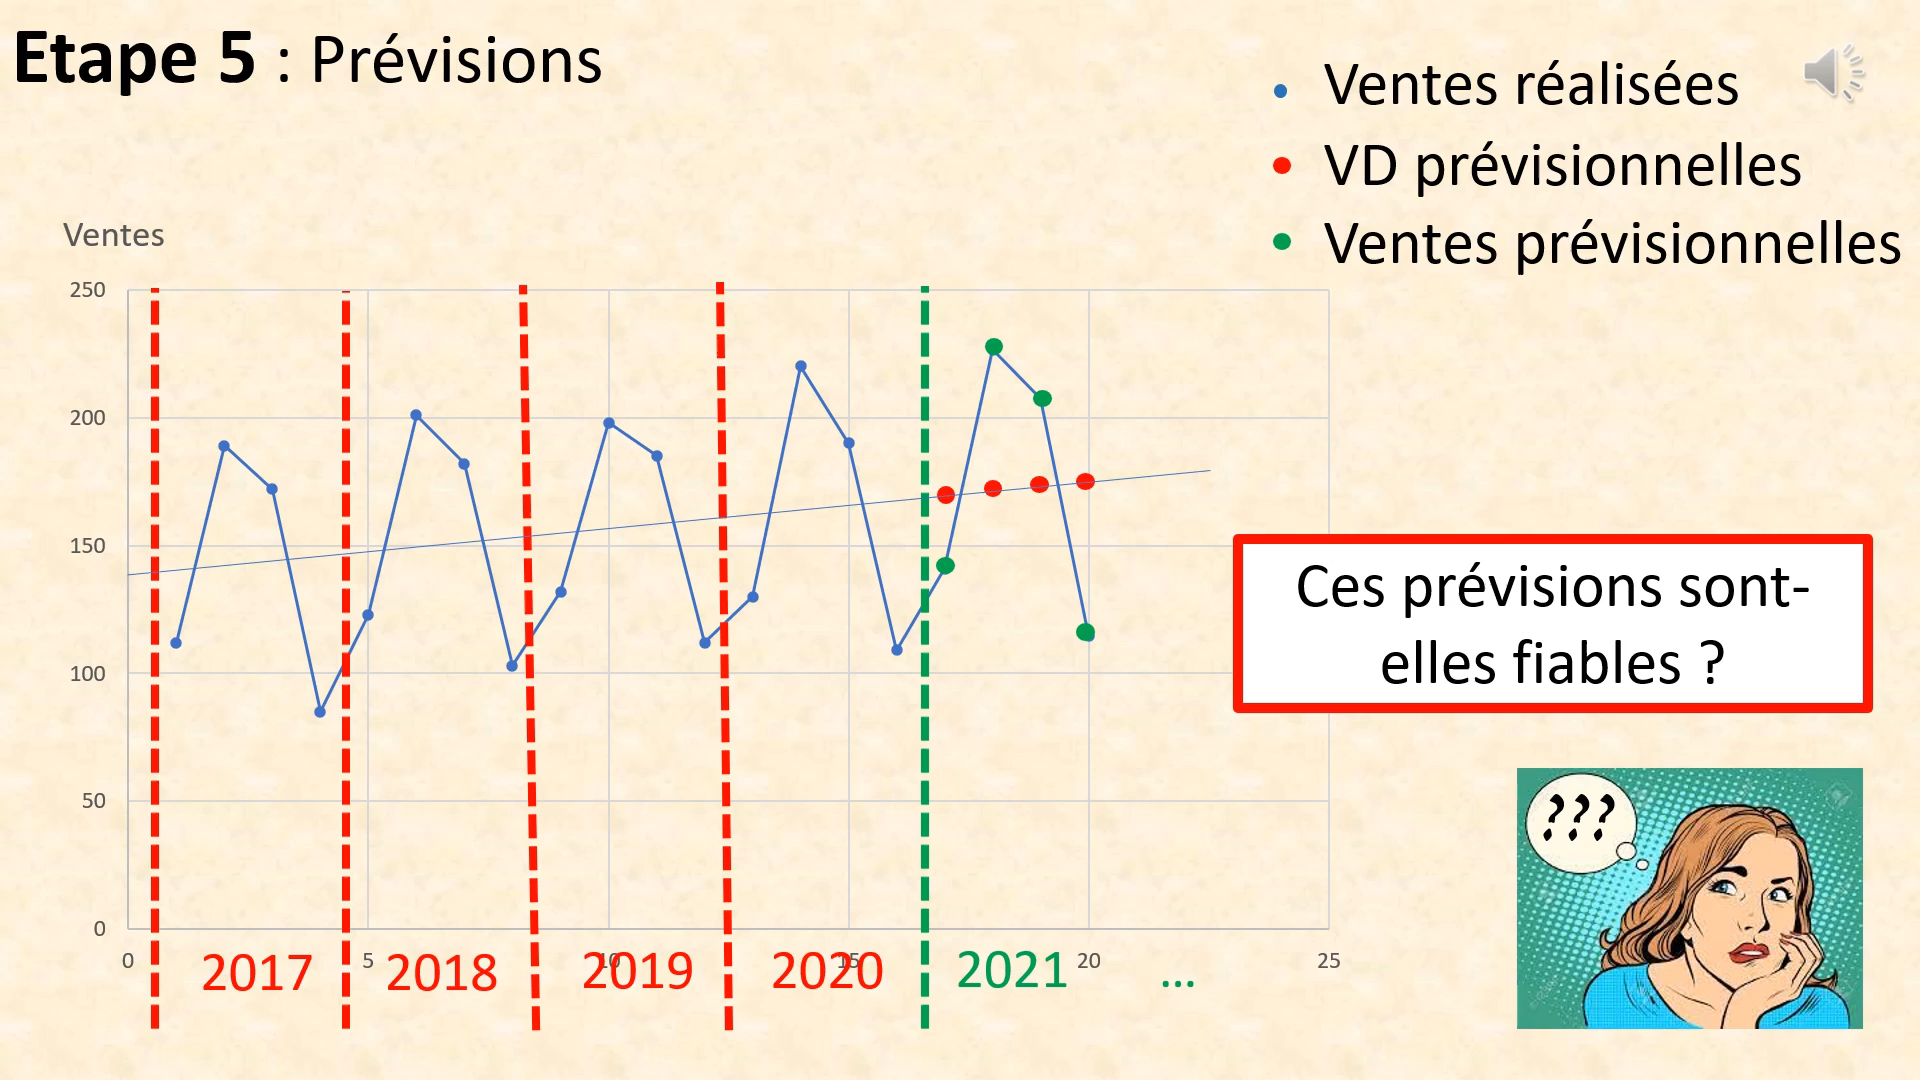 Etape 5 : Prévisions
Ventes réalisées
VD prévisionnelles
Ventes prévisionnelles
Ventes
250
200
150
100
50
0
0
5
10
15
20
25
2017
2018
2019
2020
2021
...
Ces prévisions sont-
elles fiables ?
???